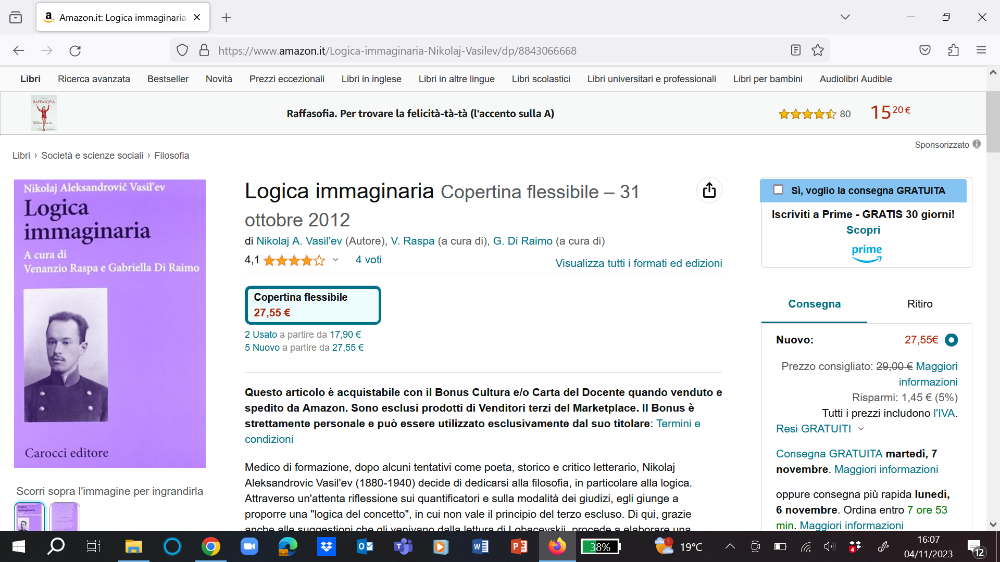 Amazon.it: Logica immaginaria
https://www.amazon.it/Logica-immaginaria-Nikolaj-Vasilev/dp/8843066668
Libri Ricerca avanzata Bestseller Novità Prezzi eccezionali Libri in inglese Libri in altre lingue Libri scolastici Libri universitari e professionali Libri per bambini Audiolibri Audible
RAFFASOFIA
Raffasofia. Per trovare la felicità-tà-tà (l'accento sulla A)
80
15 20 €
Sponsorizzato
Libri › Società e scienze sociali › Filosofia
Nikolaj Aleksandrovič Vasil'ev
Logica
immaginaria
A cura di
Venanzio Raspa e Gabriella Di Raimo
Carocci editore
Scorri sopra l'immagine per ingrandirla
Logica immaginaria Copertina flessibile – 31
ottobre 2012
di Nikolaj A. Vasil'ev (Autore), V. Raspa (a cura di), G. Di Raimo (a cura di)
4,1
4 voti
Visualizza tutti i formati ed edizioni
Copertina flessibile
27,55 €
2 Usato a partire da 17,90 €
5 Nuovo a partire da 27,55 €
Questo articolo è acquistabile con il Bonus Cultura e/o Carta del Docente quando venduto e
spedito da Amazon. Sono esclusi prodotti di Venditori terzi del Marketplace. Il Bonus è
strettamente personale e può essere utilizzato esclusivamente dal suo titolare: Termini e
condizioni
Medico di formazione, dopo alcuni tentativi come poeta, storico e critico letterario, Nikolaj
Aleksandrovic Vasil'ev (1880-1940) decide di dedicarsi alla filosofia, in particolare alla logica.
Attraverso un'attenta riflessione sui quantificatori e sulla modalità dei giudizi, egli giunge a
proporre una "logica del concetto", in cui non vale il principio del terzo escluso. Di qui, grazie
anche alle suggestioni che gli venivano dalla lettura di Lobacevskij, procede a elaborare una
Sì, voglio la consegna GRATUITA
Iscriviti a Prime - GRATIS 30 giorni!
Scopri
prime
Consegna Ritiro
Nuovo: 27,55€
Prezzo consigliato: 29,00 € Maggiori
informazioni
Risparmi: 1,45 € (5%)
Tutti i prezzi includono l'IVA.
Resi GRATUITI
Consegna GRATUITA martedì, 7
novembre. Maggiori informazioni
oppure consegna più rapida lunedì,
6 novembre. Ordina entro 7 ore 53
min. Maggiori informazioni
38%
1
19°C
4
16:07
04/11/2023
12